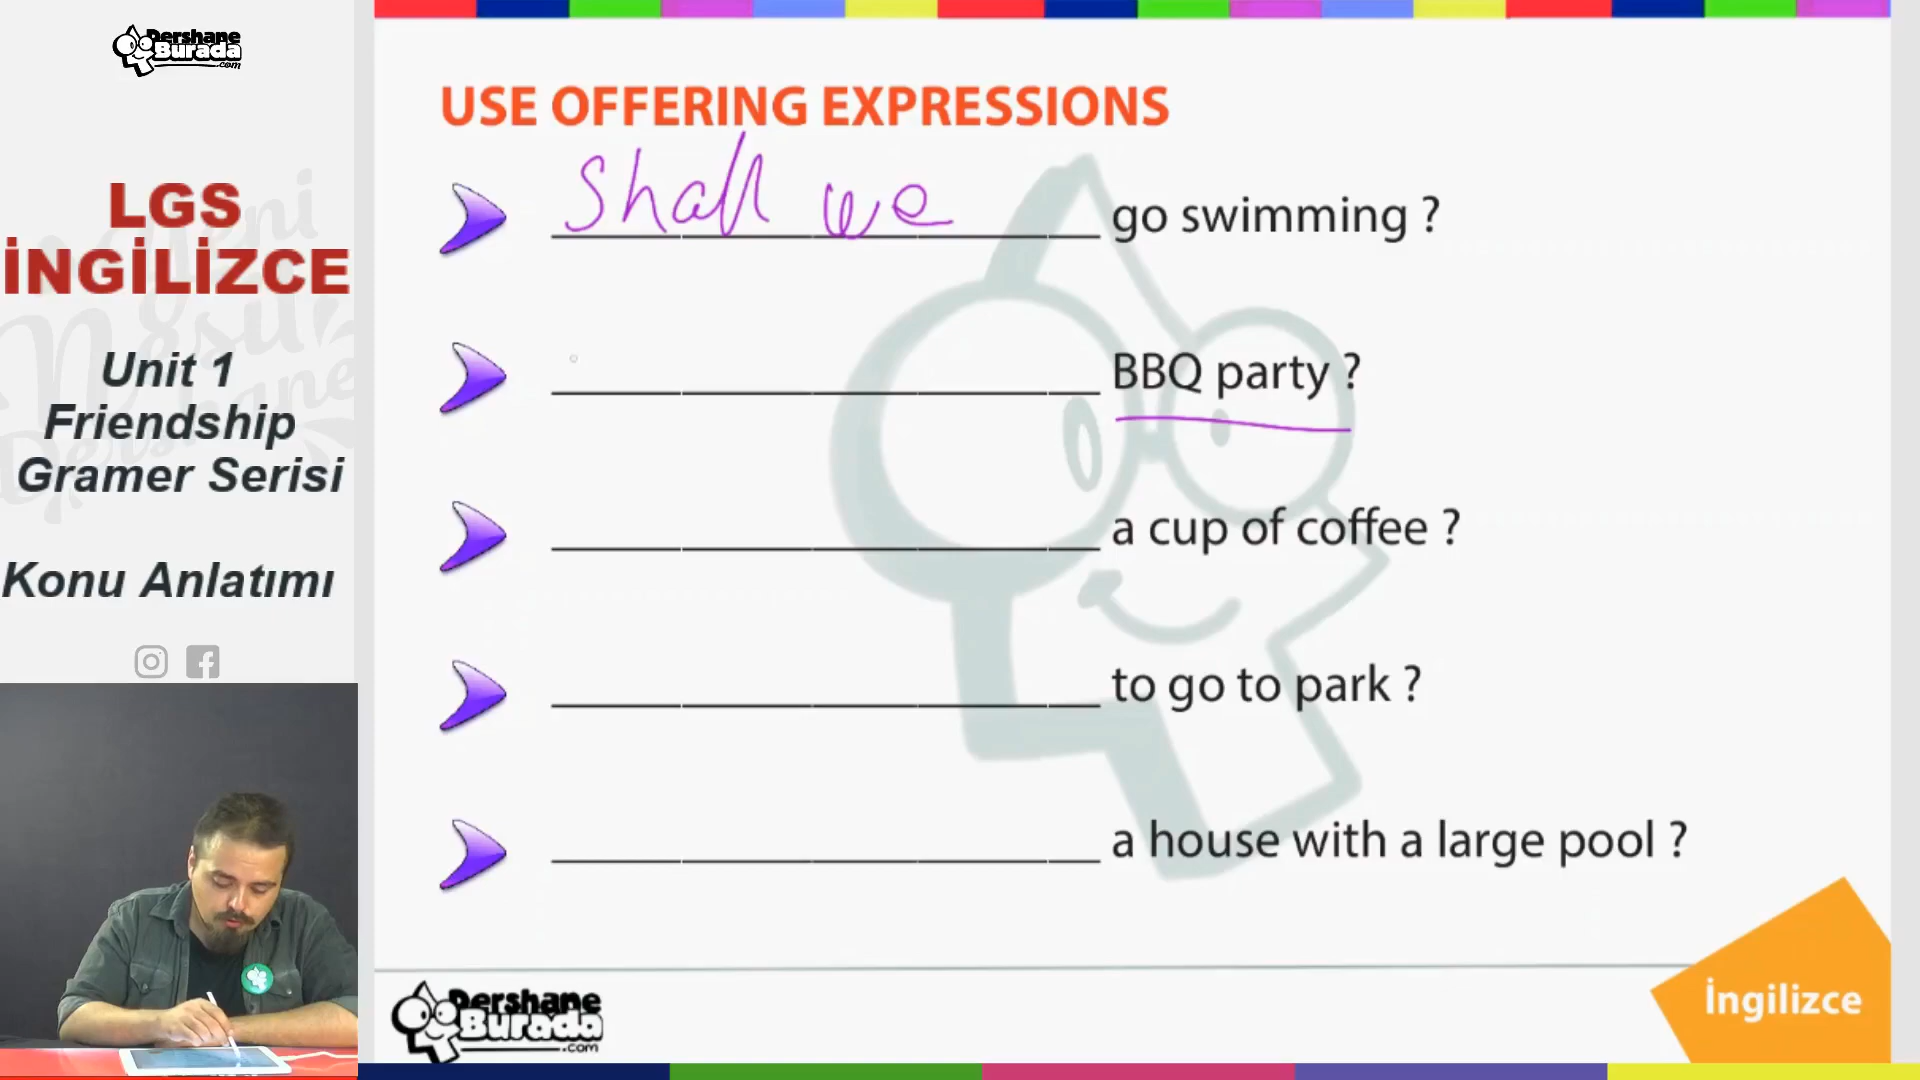 Dershane
Burada
.com
LGS
İNGİLİZCE
Unit 1
Friendship
Gramer Serisi
Konu Anlatımı
USE OFFERING EXPRESSIONS
Shall we go swimming ?
BBQ party ?
a cup of coffee ?
to go to park ?
a house with a large pool ?
Dershane
Burada
.com
İngilizce